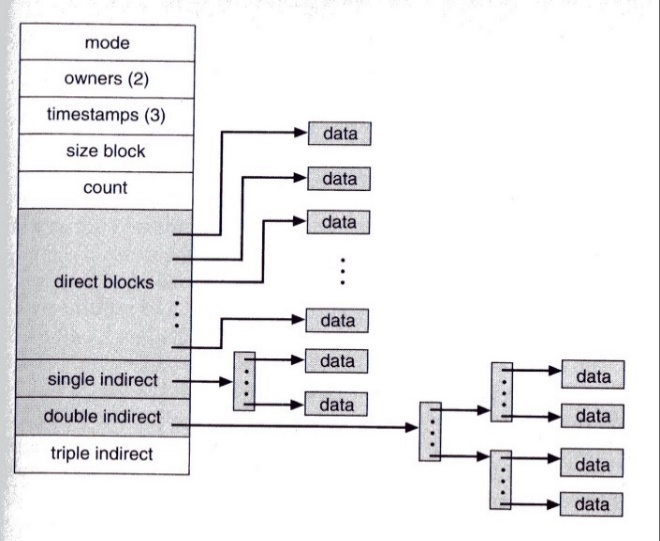 mode
owners (2)
timestamps (3)
size block
count
direct blocks
single indirect
double indirect
triple indirect
data
data
data
data
data
data
data
data
data
data